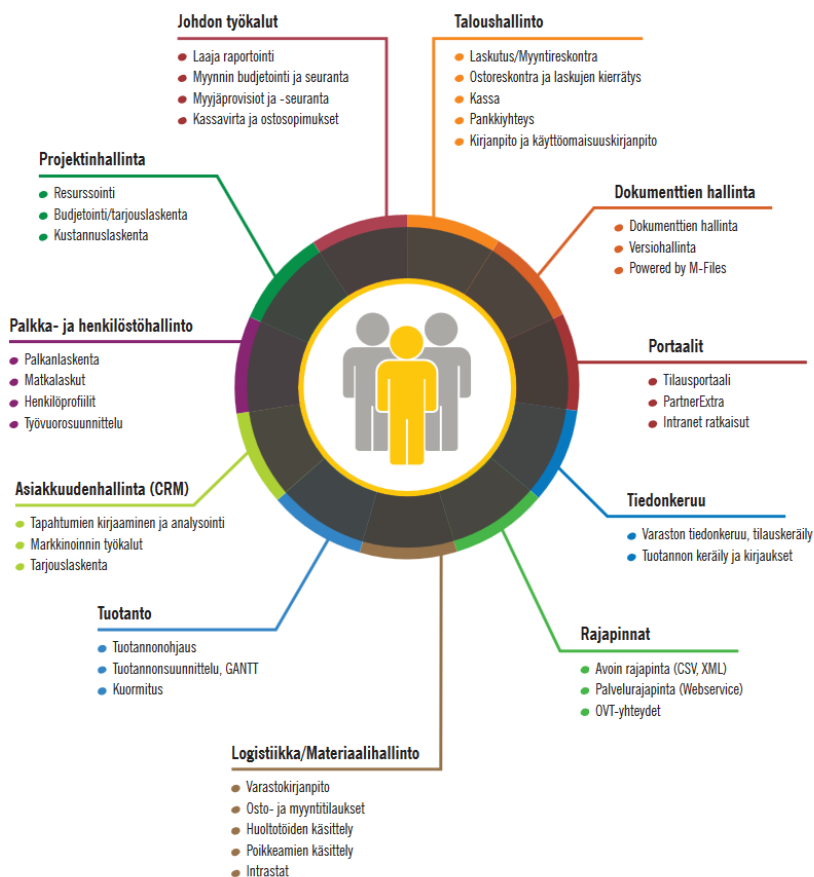 Johdon työkalut
Laaja raportointi
Myynnin budjetointi ja seuranta
Myyjäprovisiot ja -seuranta
Kassavirta ja ostosopimukset
Taloushallinto
Laskutus/Myyntireskontra
Ostoreskontra ja laskujen kierrätys
Kassa
Pankkiyhteys
Kirjanpito ja käyttöomaisuuskirjanpito
Projektinhallinta
Resurssointi
Budjetointi/tarjouslaskenta
Kustannuslaskenta
Dokumenttien hallinta
Dokumenttien hallinta
Versiohallinta
Powered by M-Files
Palkka- ja henkilöstöhallinto
Palkanlaskenta
Matkalaskut
Henkilöprofiilit
Työvuorosuunnittelu
Portaalit
Tilausportaali
PartnerExtra
Intranet ratkaisut
Asiakkuudenhallinta (CRM)
Tapahtumien kirjaaminen ja analysointi
Markkinoinnin työkalut
Tarjouslaskenta
Tiedonkeruu
Varaston tiedonkeruu, tilauskeräily
Tuotannon keräily ja kirjaukset
Tuotanto
Tuotannonohjaus
Tuotannonsuunnittelu, GANTT
Kuormitus
Rajapinnat
Avoin rajapinta (CSV, XML)
Palvelurajapinta (Webservice)
OVT-yhteydet
Logistiikka/Materiaalihallinto
Varastokirjanpito
Osto- ja myyntitilaukset
Huoltotöiden käsittely
Poikkeamien käsittely
Intrastat